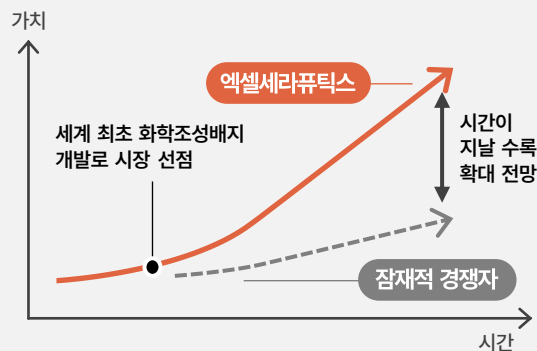 가치
엑셀세라퓨틱스
세계 최초 화학조성배지
개발로 시장 선점
시간이
지날 수록
확대 전망
잠재적 경쟁자
시간